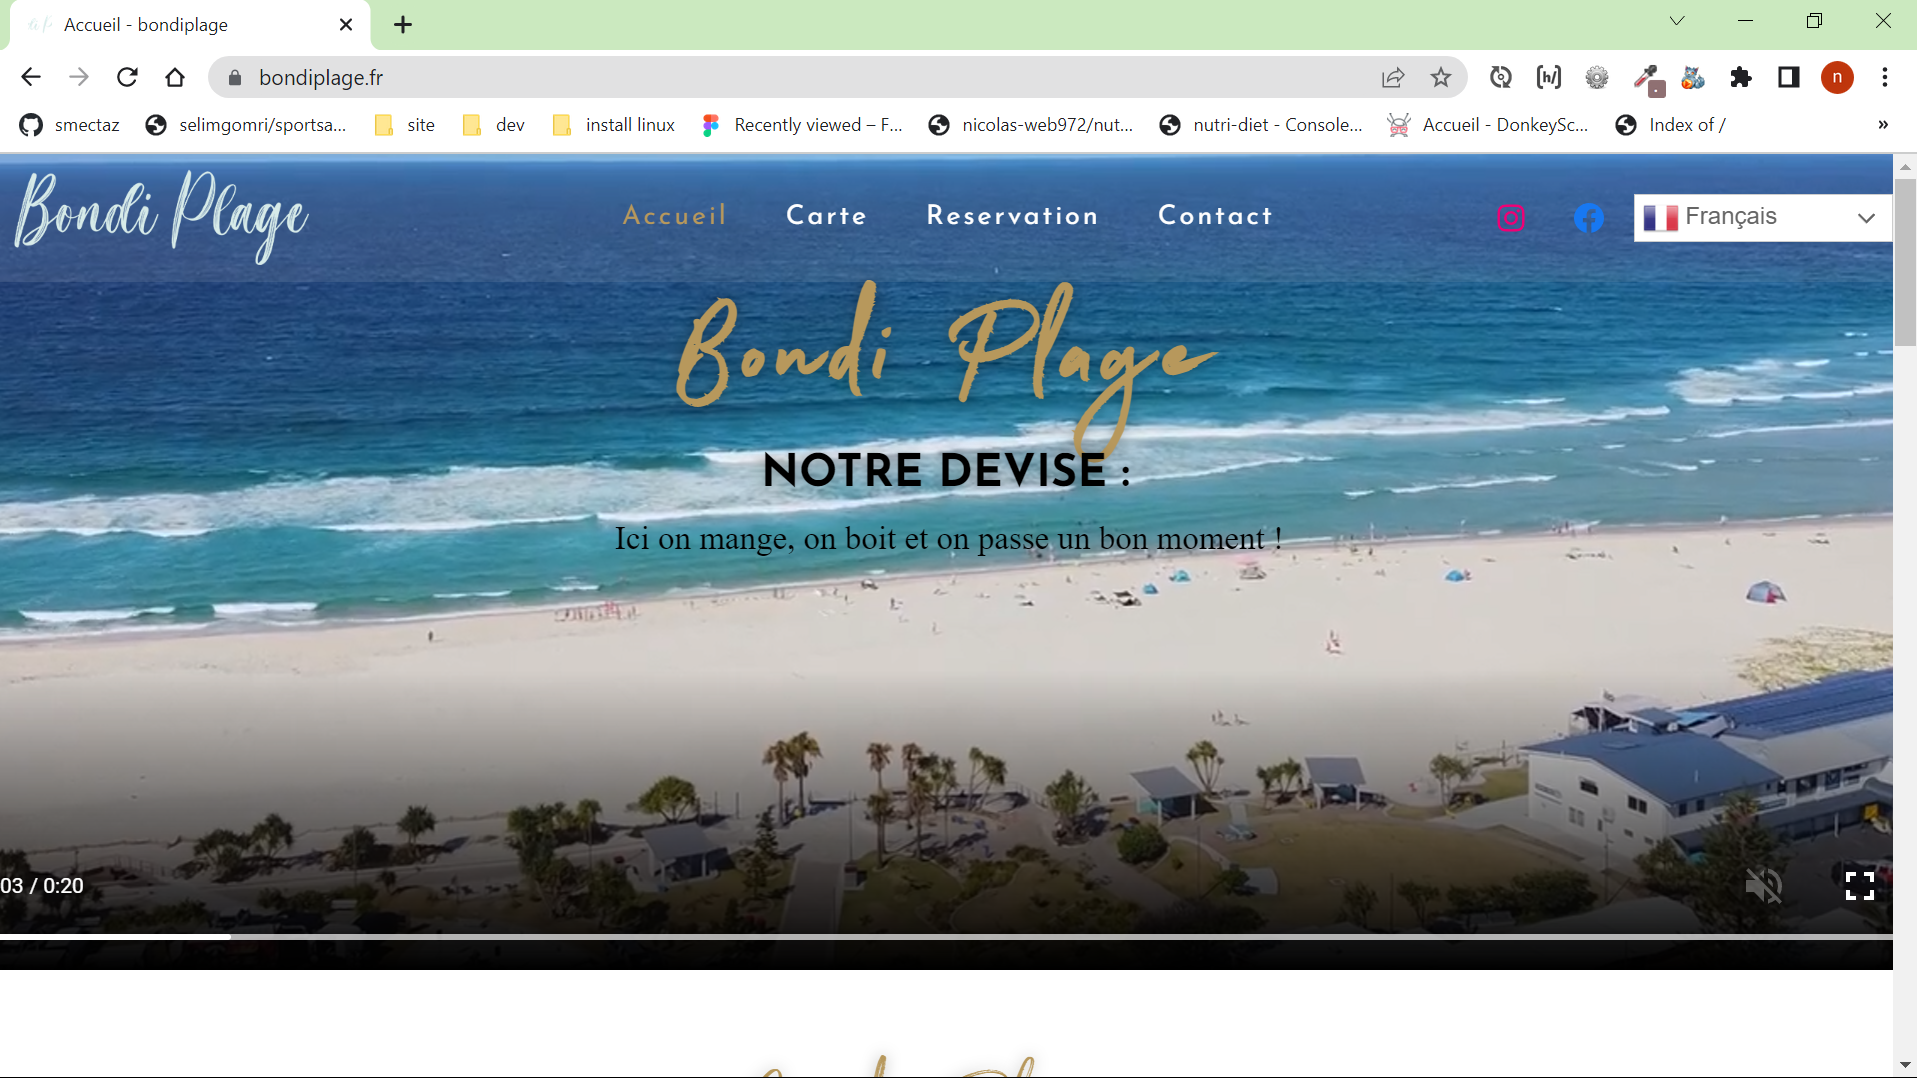 Accueil - bondiplage
bondiplage.fr
n
smectaz
selimgomri/sportsa...
site
dev
install linux
Recently viewed – F...
nicolas-web972/nut...
nutri-diet - Console...
Accueil - DonkeySc...
Index of /
»
Bondi Plage
Accueil
Carte
Reservation
Contact
Français
Bondi Plage
NOTRE DEVISE :
Ici on mange, on boit et on passe un bon moment !
03 / 0:20